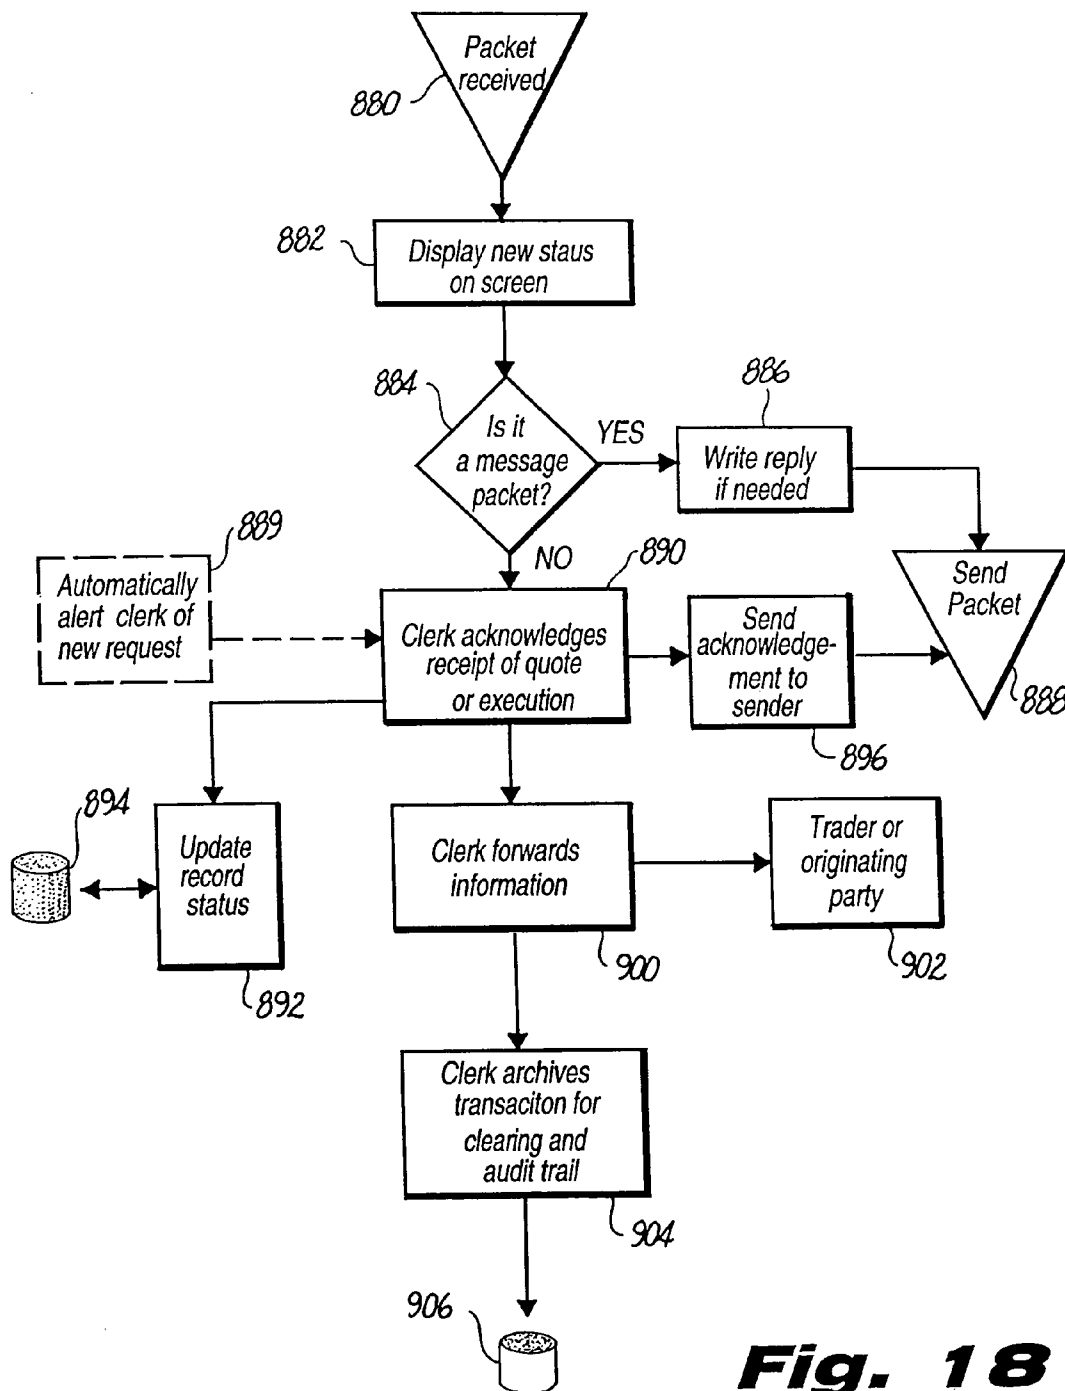 Packet
received
880
882
Display new staus
on screen
884
Is it
a message
packet?
YES
886
Write reply
if needed
NO
889
Automatically
alert clerk of
new request
890
Clerk acknowledges
receipt of quote
or execution
Send
acknowledge-
ment to
sender
896
Send
Packet
888
894
Update
record
status
892
Clerk forwards
information
900
Trader or
originating
party
902
Clerk archives
transaciton for
clearing and
audit trail
904
906
Fig. 18